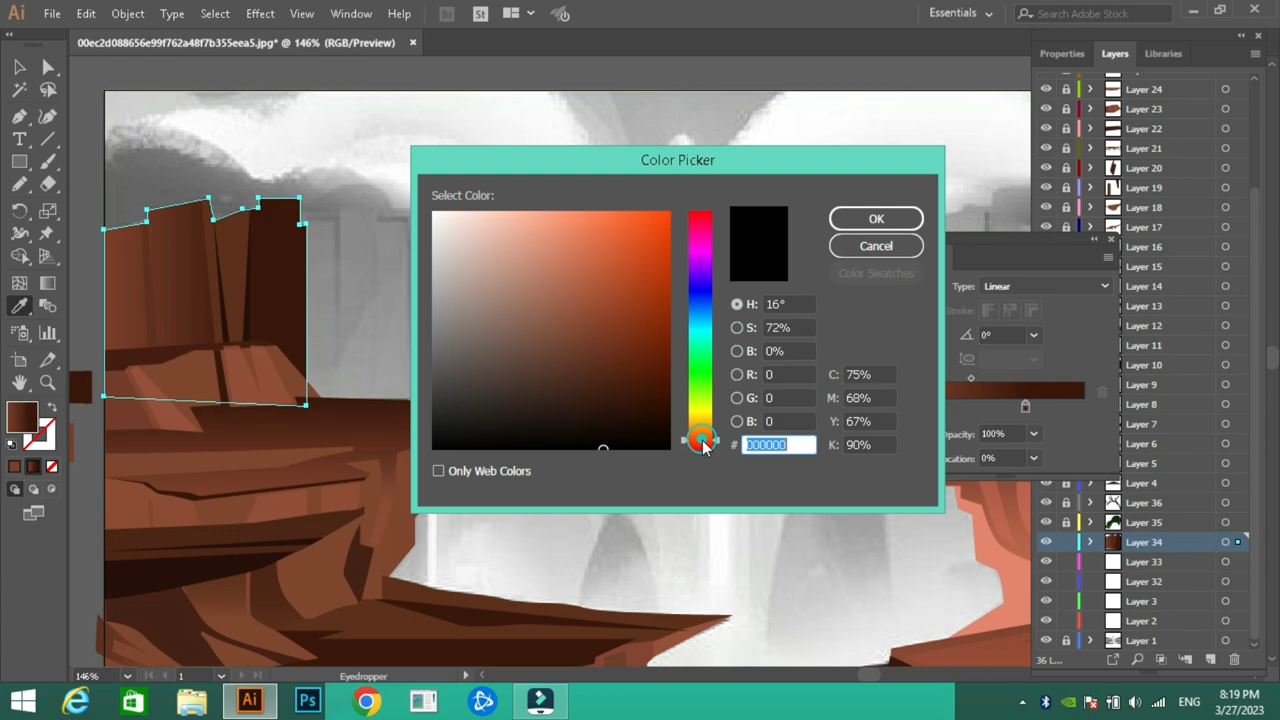 Ai File Edit Object Type Select Effect View Window Help Br St Essentials Search Adobe Stock
00ec2d088656e99f762a48f7b355eea5.jpg* @ 146% (RGB/Preview)
Properties Layers Libraries
Layer 24
Layer 23
Layer 22
Layer 21
Layer 20
Layer 19
Layer 18
Layer 17
Layer 16
Layer 15
Layer 14
Layer 13
Layer 12
Layer 11
Layer 10
Layer 9
Layer 8
Layer 7
Layer 6
Layer 5
Layer 4
Layer 36
Layer 35
Layer 34
Layer 33
Layer 32
Layer 3
Layer 2
Layer 1
36 L...
Color Picker
Select Color:
OK
Cancel
Color Swatches
H: 16°
S: 72%
B: 0%
R: 0
G: 0
B: 0
# 000000
C: 75%
M: 68%
Y: 67%
K: 90%
Only Web Colors
Type: Linear
Stroke:
0°
Opacity: 100%
Location: 0%
146% 1 Eyedropper
Ai Ps ENG
8:19 PM
3/27/2023